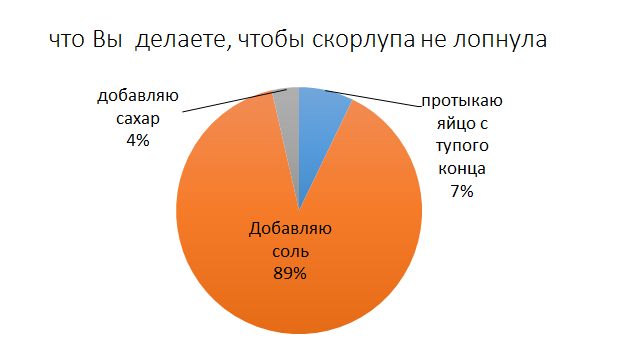 что Вы  делаете, чтобы скорлупа не лопнула
добавляю
сахар
4%
протыкаю
яйцо с
тупого
конца
7%
Добавляю
соль
89%